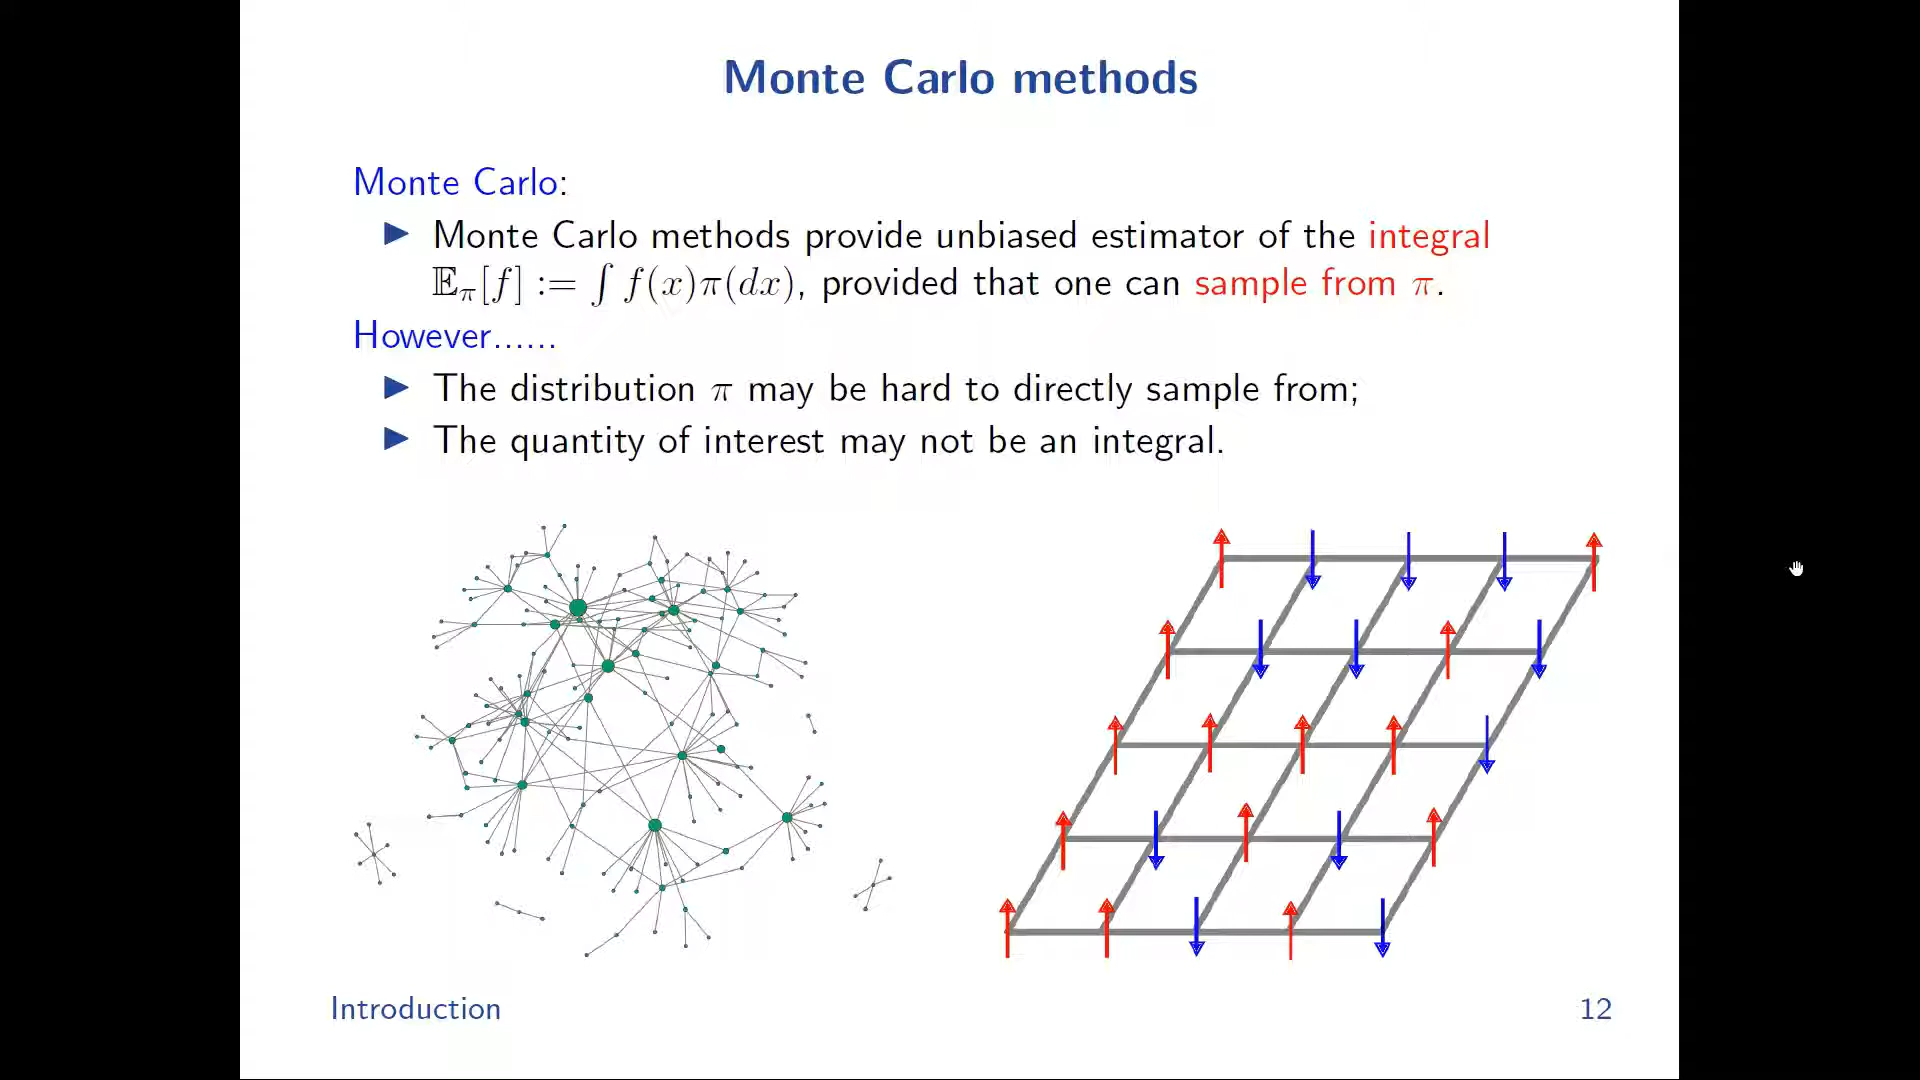 Monte Carlo methods
Monte Carlo:
Monte Carlo methods provide unbiased estimator of the integral
𝔼π[f] := ∫ f(x)π(dx), provided that one can sample from π.
However......
The distribution π may be hard to directly sample from;
The quantity of interest may not be an integral.
Introduction
12